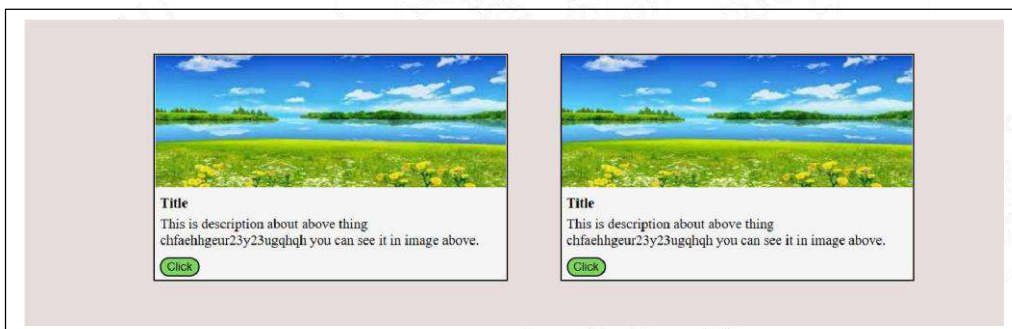 Title
This is description about above thing
chfaehhgeur23y23ugqhqh you can see it in image above.
Click
Title
This is description about above thing
chfaehhgeur23y23ugqhqh you can see it in image above.
Click